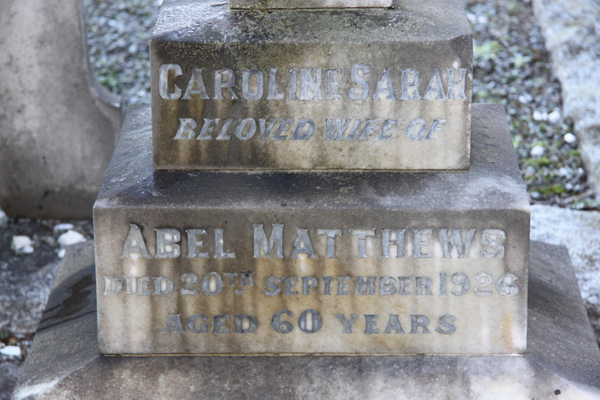 CAROLINE SARAH
BELOVED WIFE OF
ABEL MATTHEWS
DIED 20TH SEPTEMBER 1926
AGED 60 YEARS